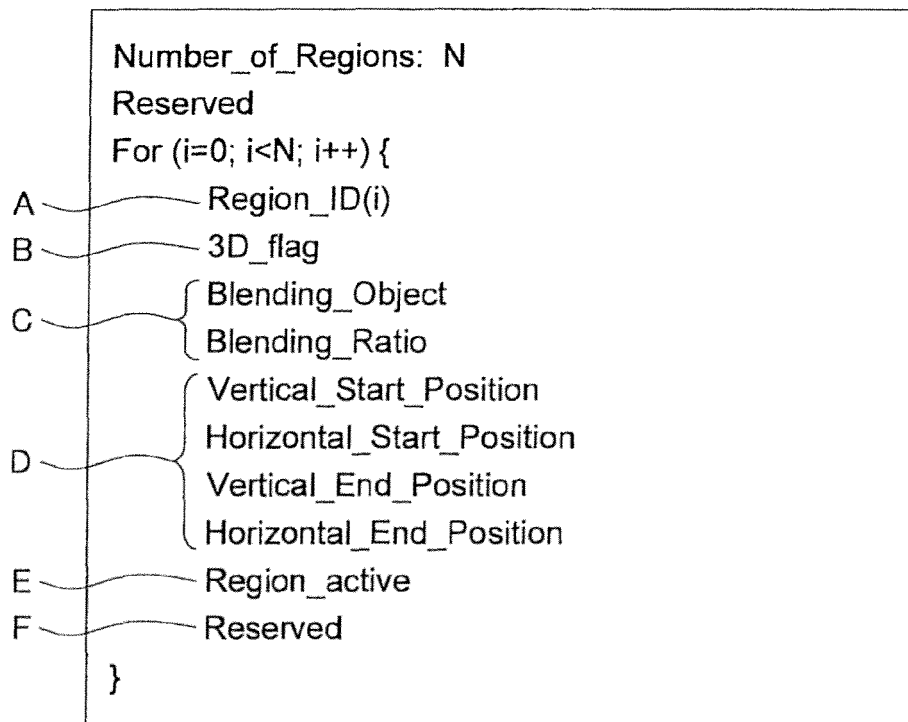 Number_of_Regions: N
Reserved
For (i=0; i<N; i++) {
A Region_ID(i)
B 3D_flag
C Blending_Object
Blending_Ratio
D Vertical_Start_Position
Horizontal_Start_Position
Vertical_End_Position
Horizontal_End_Position
E Region_active
F Reserved
}